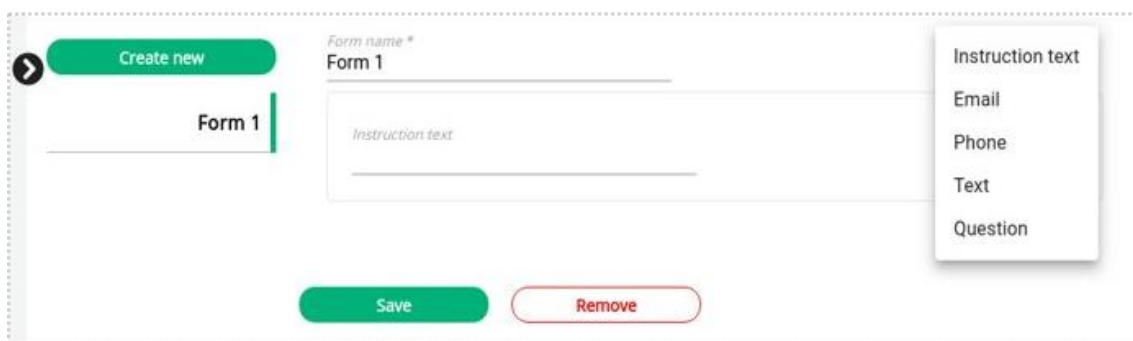 Create new
Form 1
Form name *
Form 1
Instruction text
Instruction text
Email
Phone
Text
Question
Save
Remove